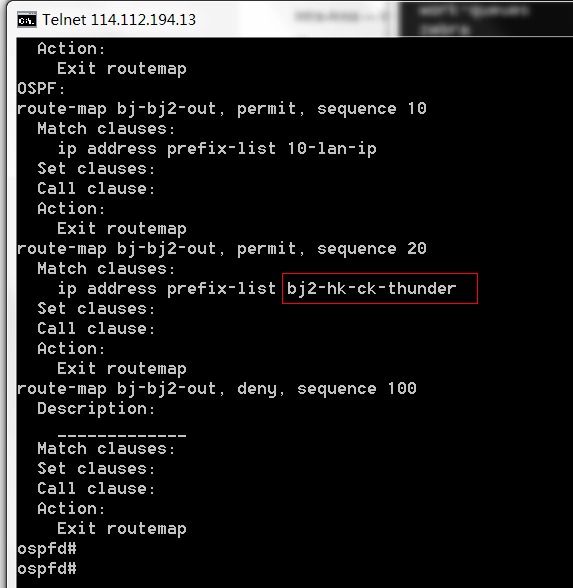 work-queues
zebra
Telnet 114.112.194.13
  Action:
    Exit routemap
OSPF:
route-map bj-bj2-out, permit, sequence 10
  Match clauses:
    ip address prefix-list 10-lan-ip
  Set clauses:
  Call clause:
  Action:
    Exit routemap
route-map bj-bj2-out, permit, sequence 20
  Match clauses:
    ip address prefix-list bj2-hk-ck-thunder
  Set clauses:
  Call clause:
  Action:
    Exit routemap
route-map bj-bj2-out, deny, sequence 100
  Description:
    _____________
  Match clauses:
  Set clauses:
  Call clause:
  Action:
    Exit routemap
ospfd#
ospfd#